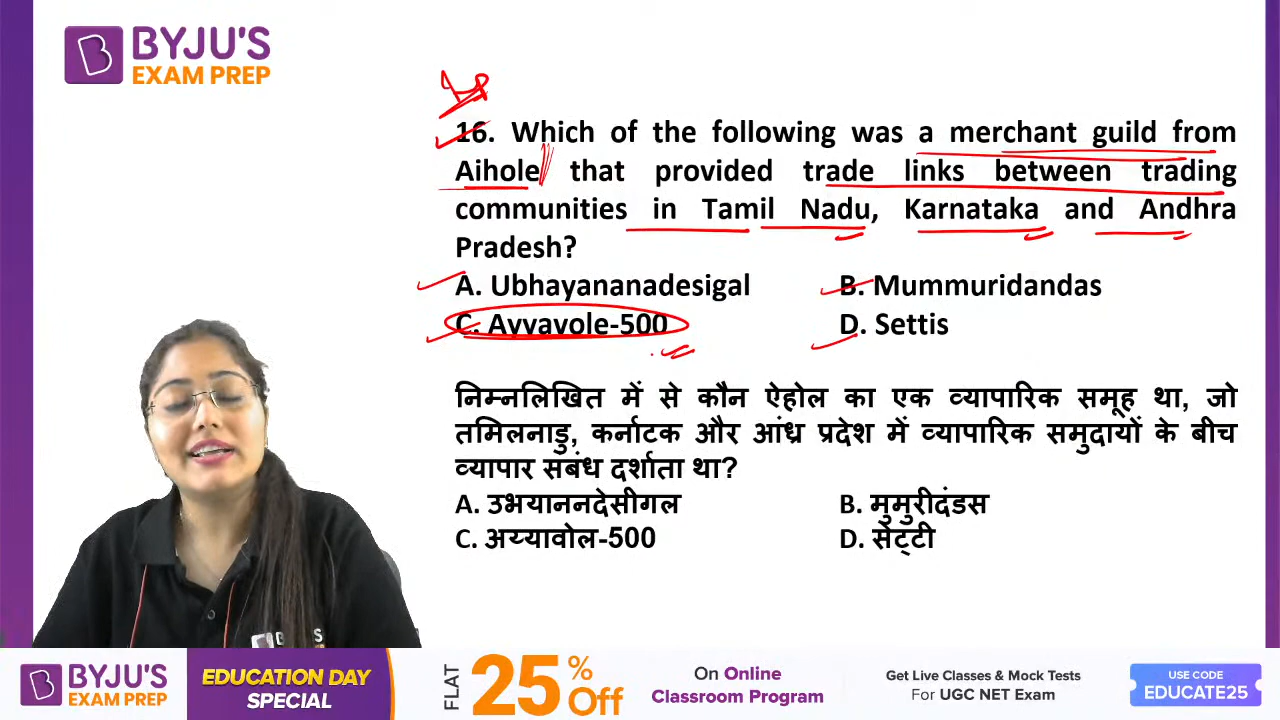 BYJU'S
EXAM PREP
16. Which of the following was a merchant guild from
Aihole that provided trade links between trading
communities in Tamil Nadu, Karnataka and Andhra
Pradesh?
A. Ubhayananadesigal B. Mummuridandas
C. Ayyavole-500 D. Settis
निम्नलिखित में से कौन ऐहोल का एक व्यापारिक समूह था, जो
तमिलनाडु, कर्नाटक और आंध्र प्रदेश में व्यापारिक समुदायों के बीच
व्यापार सबंध दर्शाता था?
A. उभयाननदेसीगल B. मुमुरीदंडस
C. अय्यावोल-500 D. सेट्टी
BYJU'S
EXAM PREP
EDUCATION DAY
SPECIAL
FLAT 25% Off
On Online
Classroom Program
Get Live Classes & Mock Tests
For UGC NET Exam
USE CODE
EDUCATE25